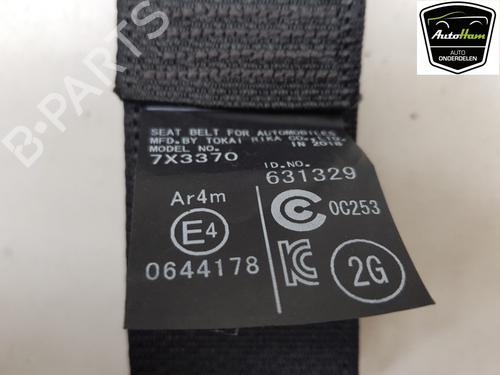 AutoHam
AUTO
ONDERDELEN
B-PARTS
SEAT BELT FOR AUTOMOBILES
MFD. BY TOKAI RIKA CO., LTD.
MODEL NO. IN 2018
7X3370
ID.NO.
631329
Ar4m
E4
0644178
0C253
2G